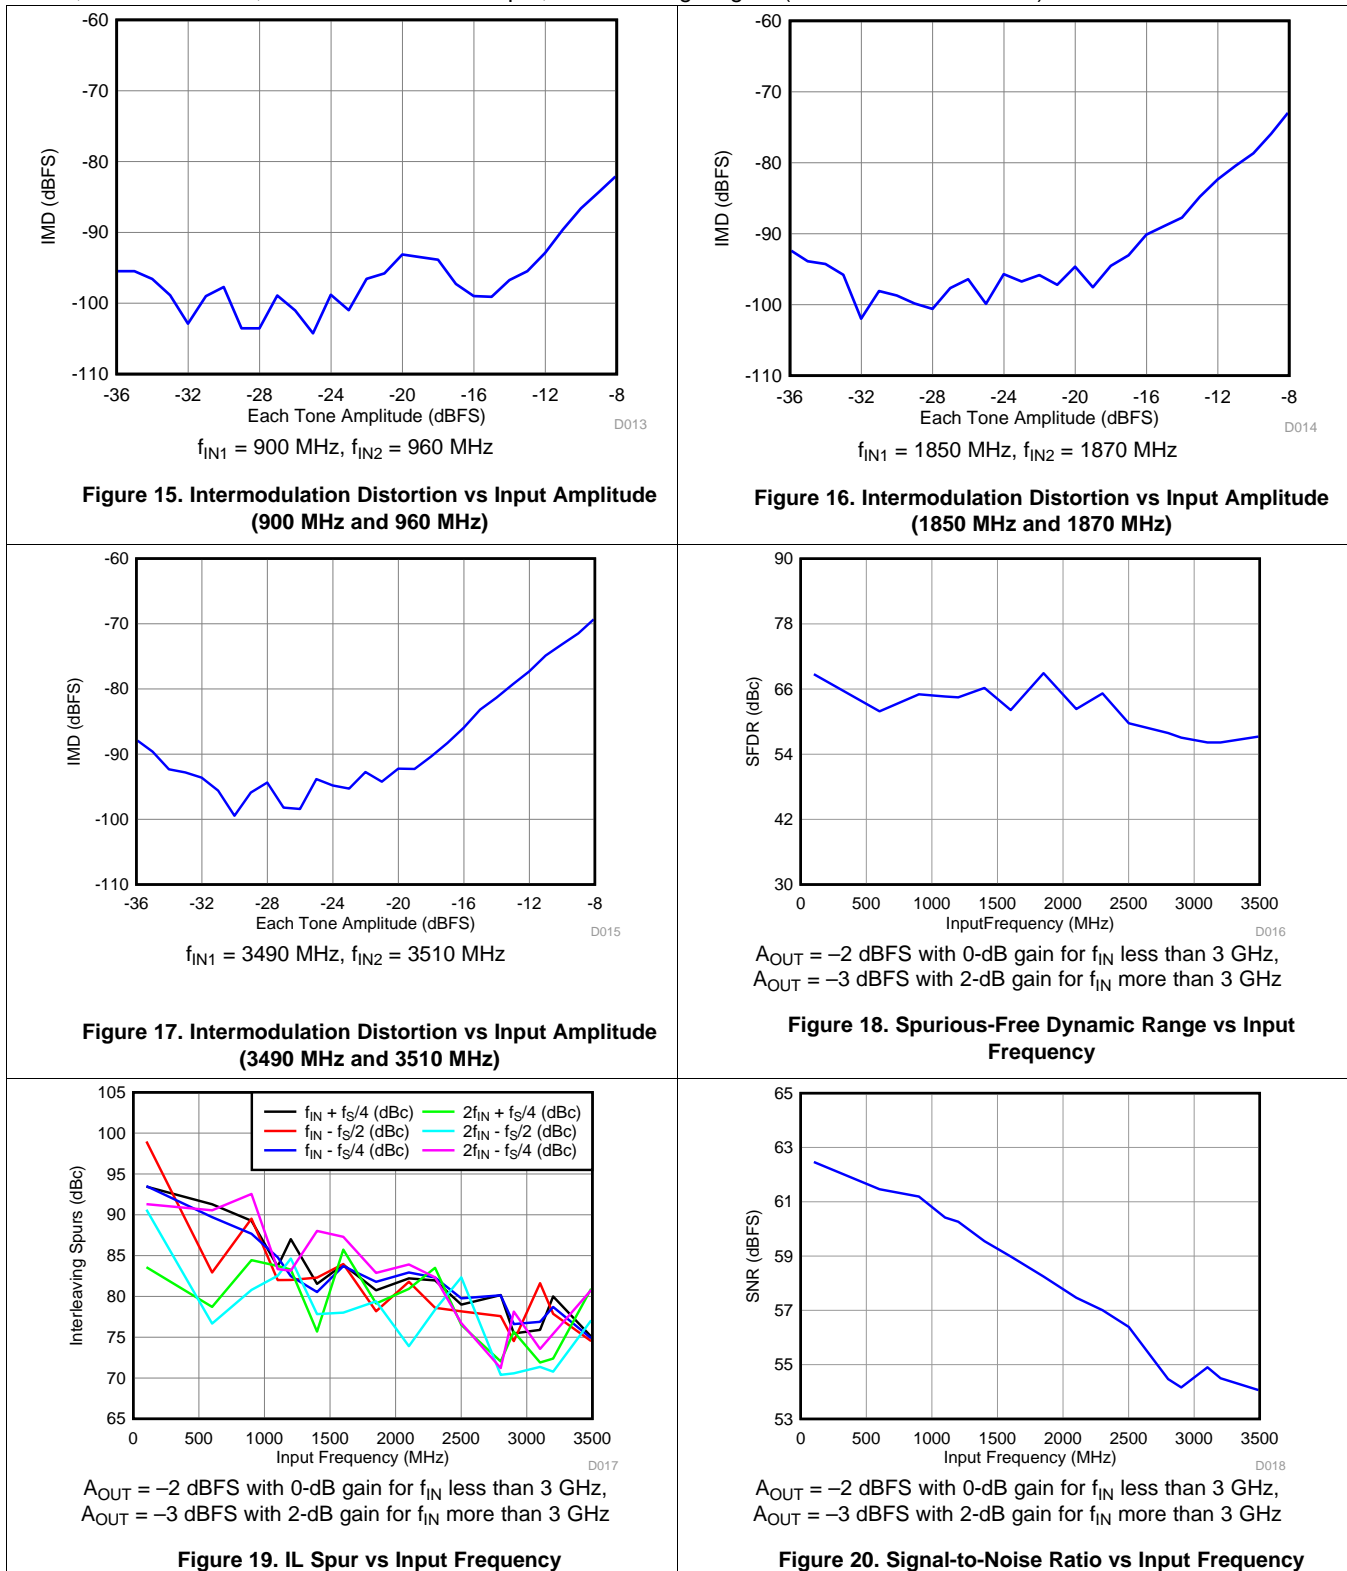 -60
-70
-80
-90
-100
-110
IMD (dBFS)
-36 -32 -28 -24 -20 -16 -12 -8
Each Tone Amplitude (dBFS)
D013
fIN1 = 900 MHz, fIN2 = 960 MHz
Figure 15. Intermodulation Distortion vs Input Amplitude
(900 MHz and 960 MHz)
-60
-70
-80
-90
-100
-110
IMD (dBFS)
-36 -32 -28 -24 -20 -16 -12 -8
Each Tone Amplitude (dBFS)
D014
fIN1 = 1850 MHz, fIN2 = 1870 MHz
Figure 16. Intermodulation Distortion vs Input Amplitude
(1850 MHz and 1870 MHz)
-60
-70
-80
-90
-100
-110
IMD (dBFS)
-36 -32 -28 -24 -20 -16 -12 -8
Each Tone Amplitude (dBFS)
D015
fIN1 = 3490 MHz, fIN2 = 3510 MHz
Figure 17. Intermodulation Distortion vs Input Amplitude
(3490 MHz and 3510 MHz)
90
78
66
54
42
30
SFDR (dBc)
0 500 1000 1500 2000 2500 3000 3500
InputFrequency (MHz)
D016
AOUT = –2 dBFS with 0-dB gain for fIN less than 3 GHz,
AOUT = –3 dBFS with 2-dB gain for fIN more than 3 GHz
Figure 18. Spurious-Free Dynamic Range vs Input
Frequency
105
100
95
90
85
80
75
70
65
Interleaving Spurs (dBc)
fIN + fS/4 (dBc) 2fIN + fS/4 (dBc)
fIN - fS/2 (dBc) 2fIN - fS/2 (dBc)
fIN - fS/4 (dBc) 2fIN - fS/4 (dBc)
0 500 1000 1500 2000 2500 3000 3500
Input Frequency (MHz)
D017
AOUT = –2 dBFS with 0-dB gain for fIN less than 3 GHz,
AOUT = –3 dBFS with 2-dB gain for fIN more than 3 GHz
Figure 19. IL Spur vs Input Frequency
65
63
61
59
57
55
53
SNR (dBFS)
0 500 1000 1500 2000 2500 3000 3500
Input Frequency (MHz)
D018
AOUT = –2 dBFS with 0-dB gain for fIN less than 3 GHz,
AOUT = –3 dBFS with 2-dB gain for fIN more than 3 GHz
Figure 20. Signal-to-Noise Ratio vs Input Frequency